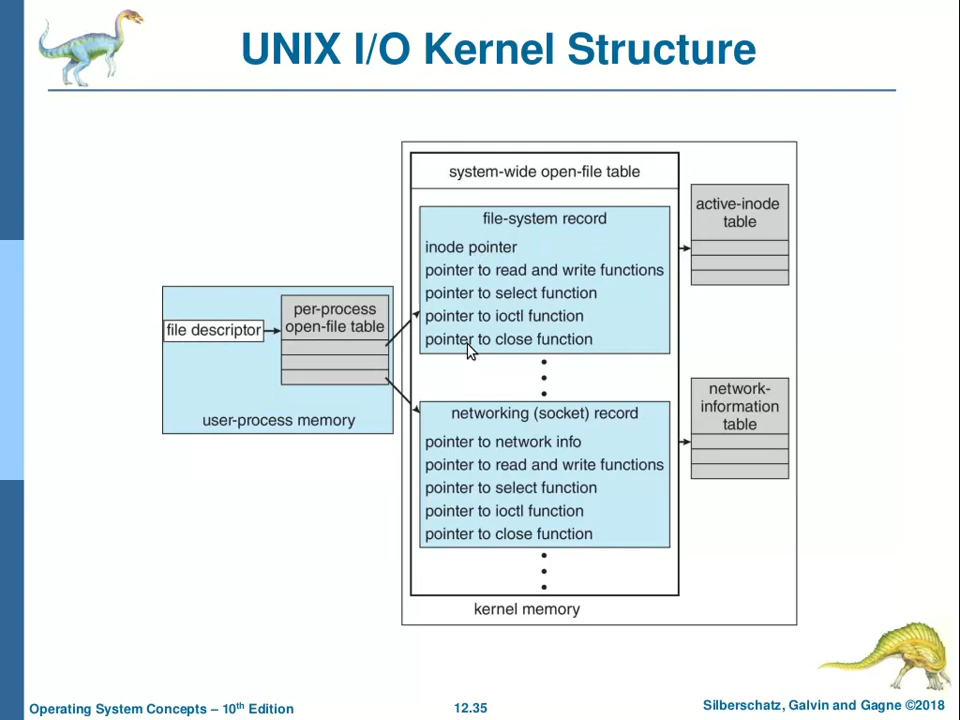 UNIX I/O Kernel Structure
system-wide open-file table
file-system record
inode pointer
pointer to read and write functions
pointer to select function
pointer to ioctl function
pointer to close function
active-inode
table
file descriptor
per-process
open-file table
user-process memory
networking (socket) record
pointer to network info
pointer to read and write functions
pointer to select function
pointer to ioctl function
pointer to close function
network-
information
table
kernel memory
Operating System Concepts – 10th Edition
12.35
Silberschatz, Galvin and Gagne ©2018